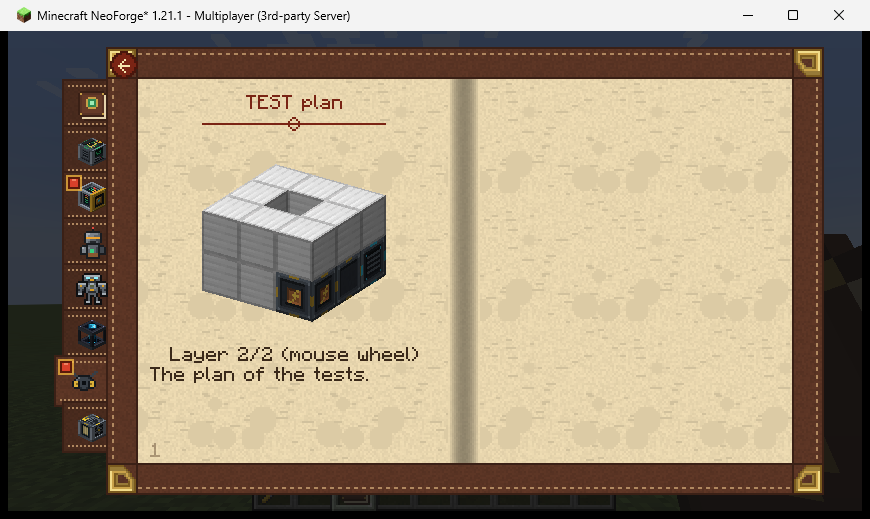 Minecraft NeoForge* 1.21.1 - Multiplayer (3rd-party Server)
TEST plan
Layer 2/2 (mouse wheel)
The plan of the tests.
1